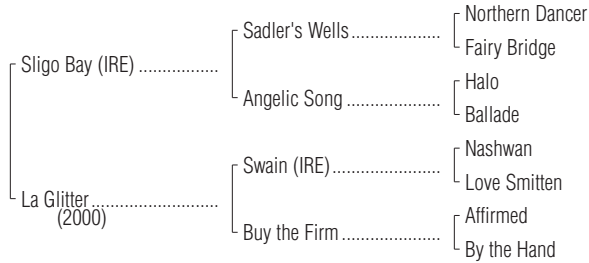 Northern Dancer
Sadler's Wells...................
Fairy Bridge
Sligo Bay (IRE) .................
Halo
Angelic Song ....................
Ballade
Nashwan
Swain (IRE).......................
Love Smitten
La Glitter...........................
(2000)
Affirmed
Buy the Firm.....................
By the Hand